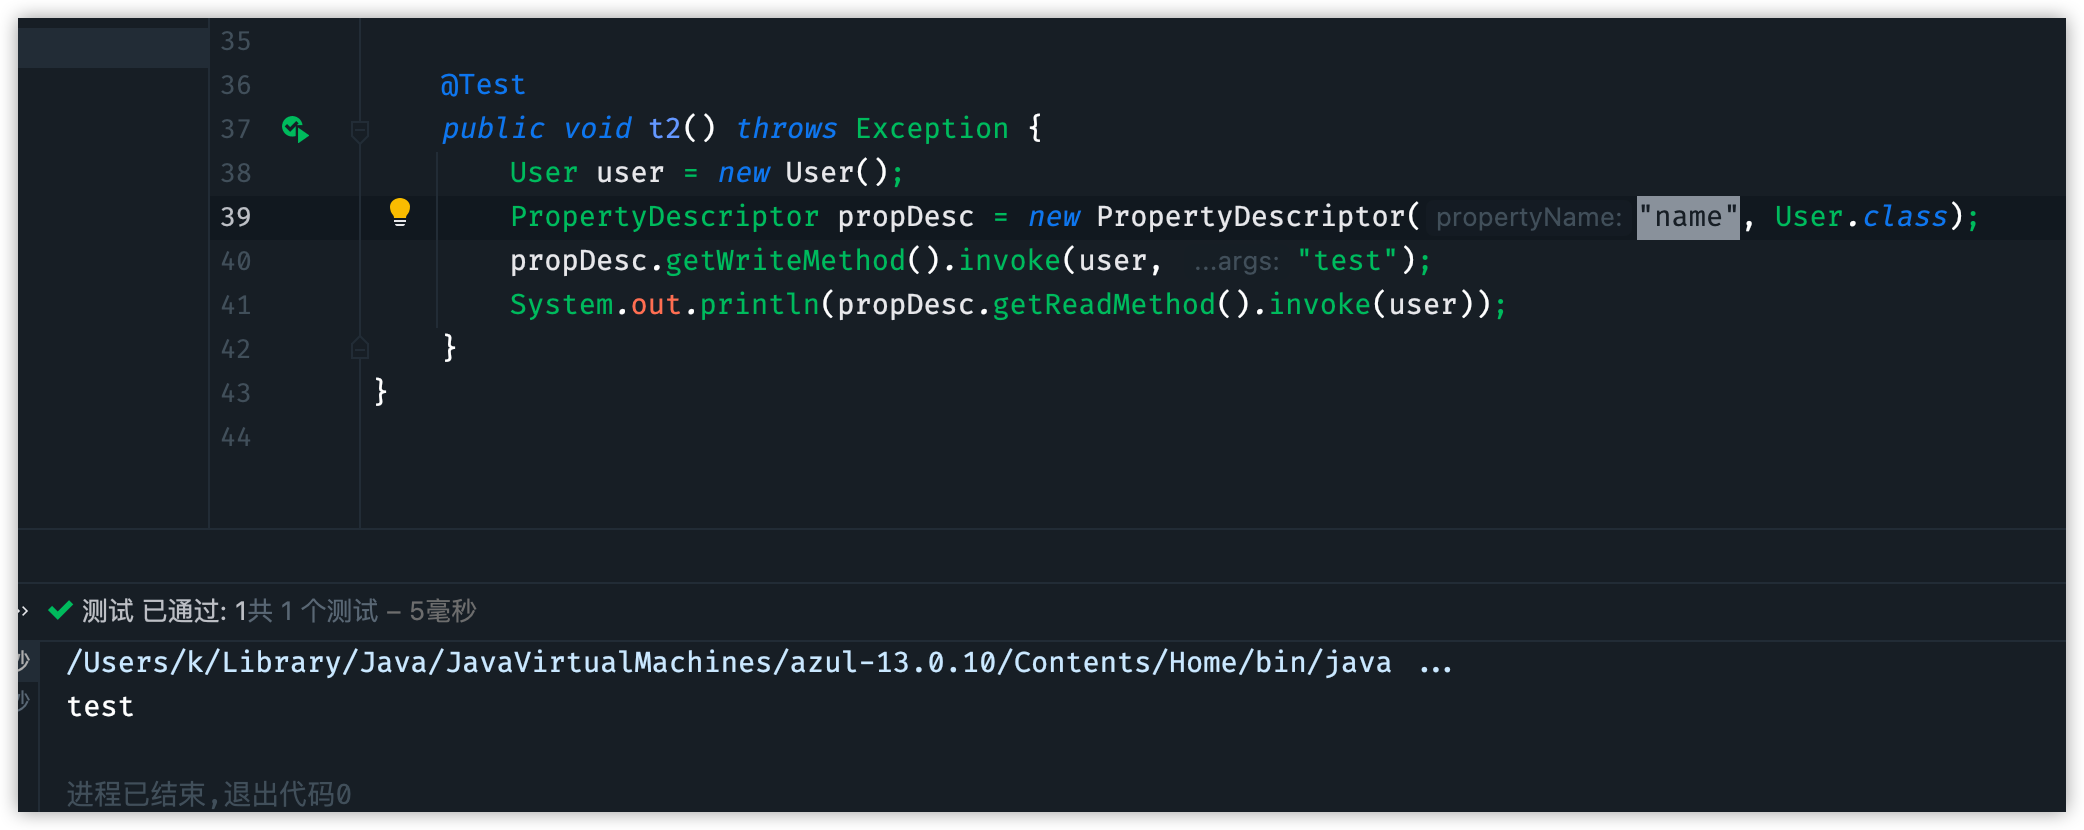 35
36 @Test
37 public void t2() throws Exception {
38 User user = new User();
39 PropertyDescriptor propDesc = new PropertyDescriptor( propertyName: "name", User.class);
40 propDesc.getWriteMethod().invoke(user, ...args: "test");
41 System.out.println(propDesc.getReadMethod().invoke(user));
42 }
43 }
44
测试 已通过: 1共 1 个测试 – 5毫秒
秒 /Users/k/Library/Java/JavaVirtualMachines/azul-13.0.10/Contents/Home/bin/java ...
秒 test
进程已结束,退出代码0